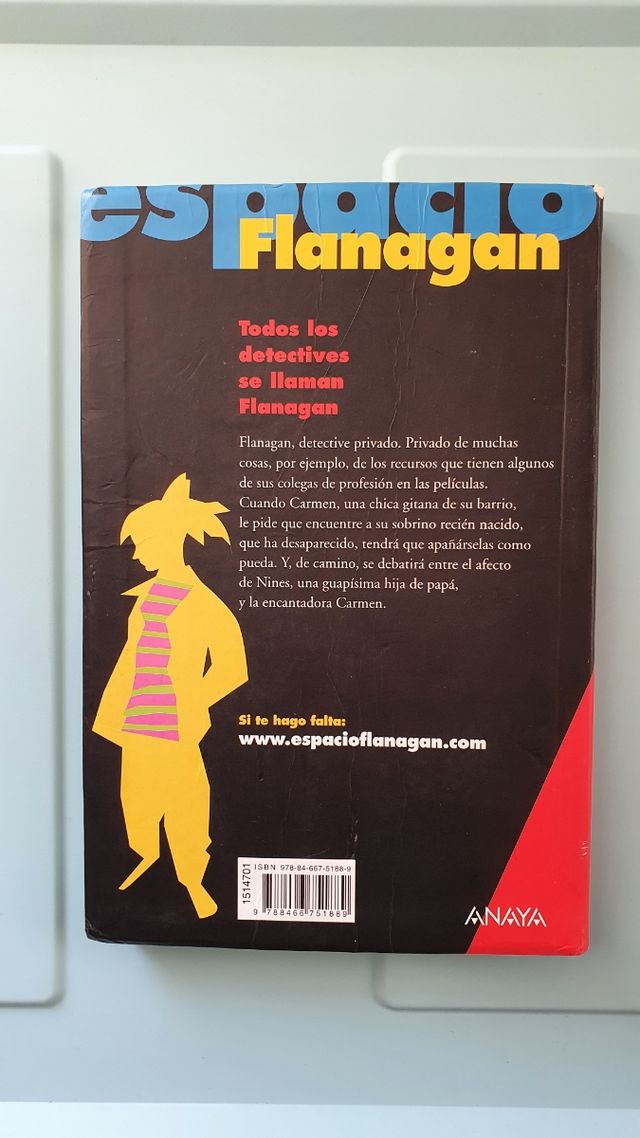 espacio
Flanagan
Todos los
detectives
se llaman
Flanagan
Flanagan, detective privado. Privado de muchas
cosas, por ejemplo, de los recursos que tienen algunos
de sus colegas de profesión en las películas.
Cuando Carmen, una chica gitana de su barrio,
le pide que encuentre a su sobrino recién nacido,
que ha desaparecido, tendrá que apañárselas como
pueda. Y, de camino, se debatirá entre el afecto
de Nines, una guapísima hija de papá,
y la encantadora Carmen.
Si te hago falta:
www.espacioflanagan.com
1514701
ISBN 978-84-667-5188-9
9 788466 751889
ANAYA